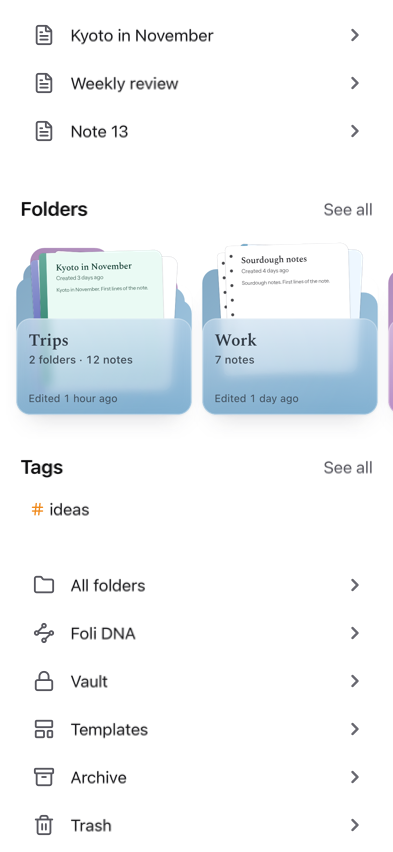 Kyoto in November
Weekly review
Note 13
Folders
See all
Kyoto in November
Created 3 days ago
Kyoto in November. First lines of the note.
Trips
2 folders · 12 notes
Edited 1 hour ago
Sourdough notes
Created 4 days ago
Sourdough notes. First lines of the note.
Work
7 notes
Edited 1 day ago
Tags
See all
# ideas
All folders
Foli DNA
Vault
Templates
Archive
Trash